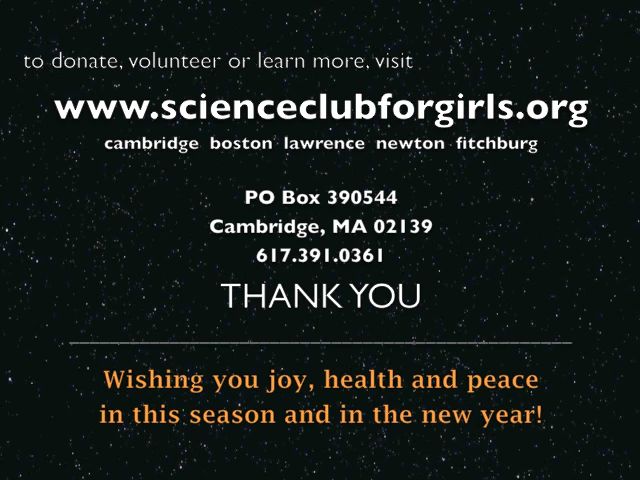 to donate, volunteer or learn more, visit
www.scienceclubforgirls.org
cambridge boston lawrence newton fitchburg
PO Box 390544
Cambridge, MA 02139
617.391.0361
THANK YOU
Wishing you joy, health and peace
in this season and in the new year!